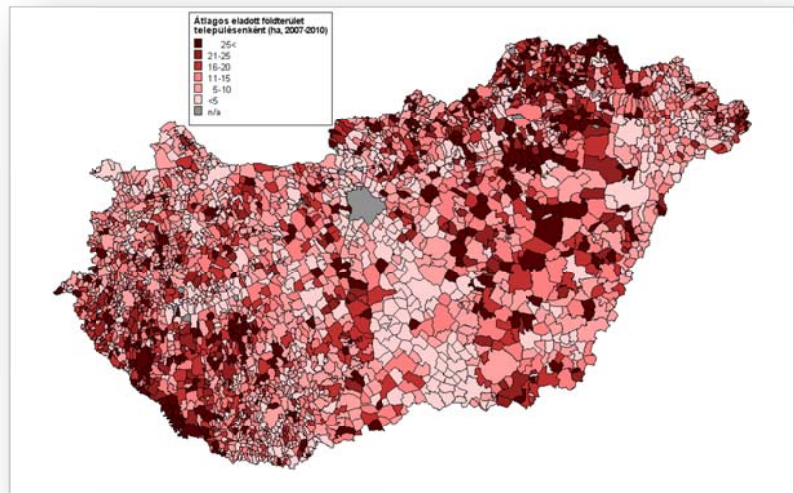 Átlagos eladott földterület
településenként (ha, 2007-2010)
25<
21-25
16-20
11-15
5-10
<5
n/a